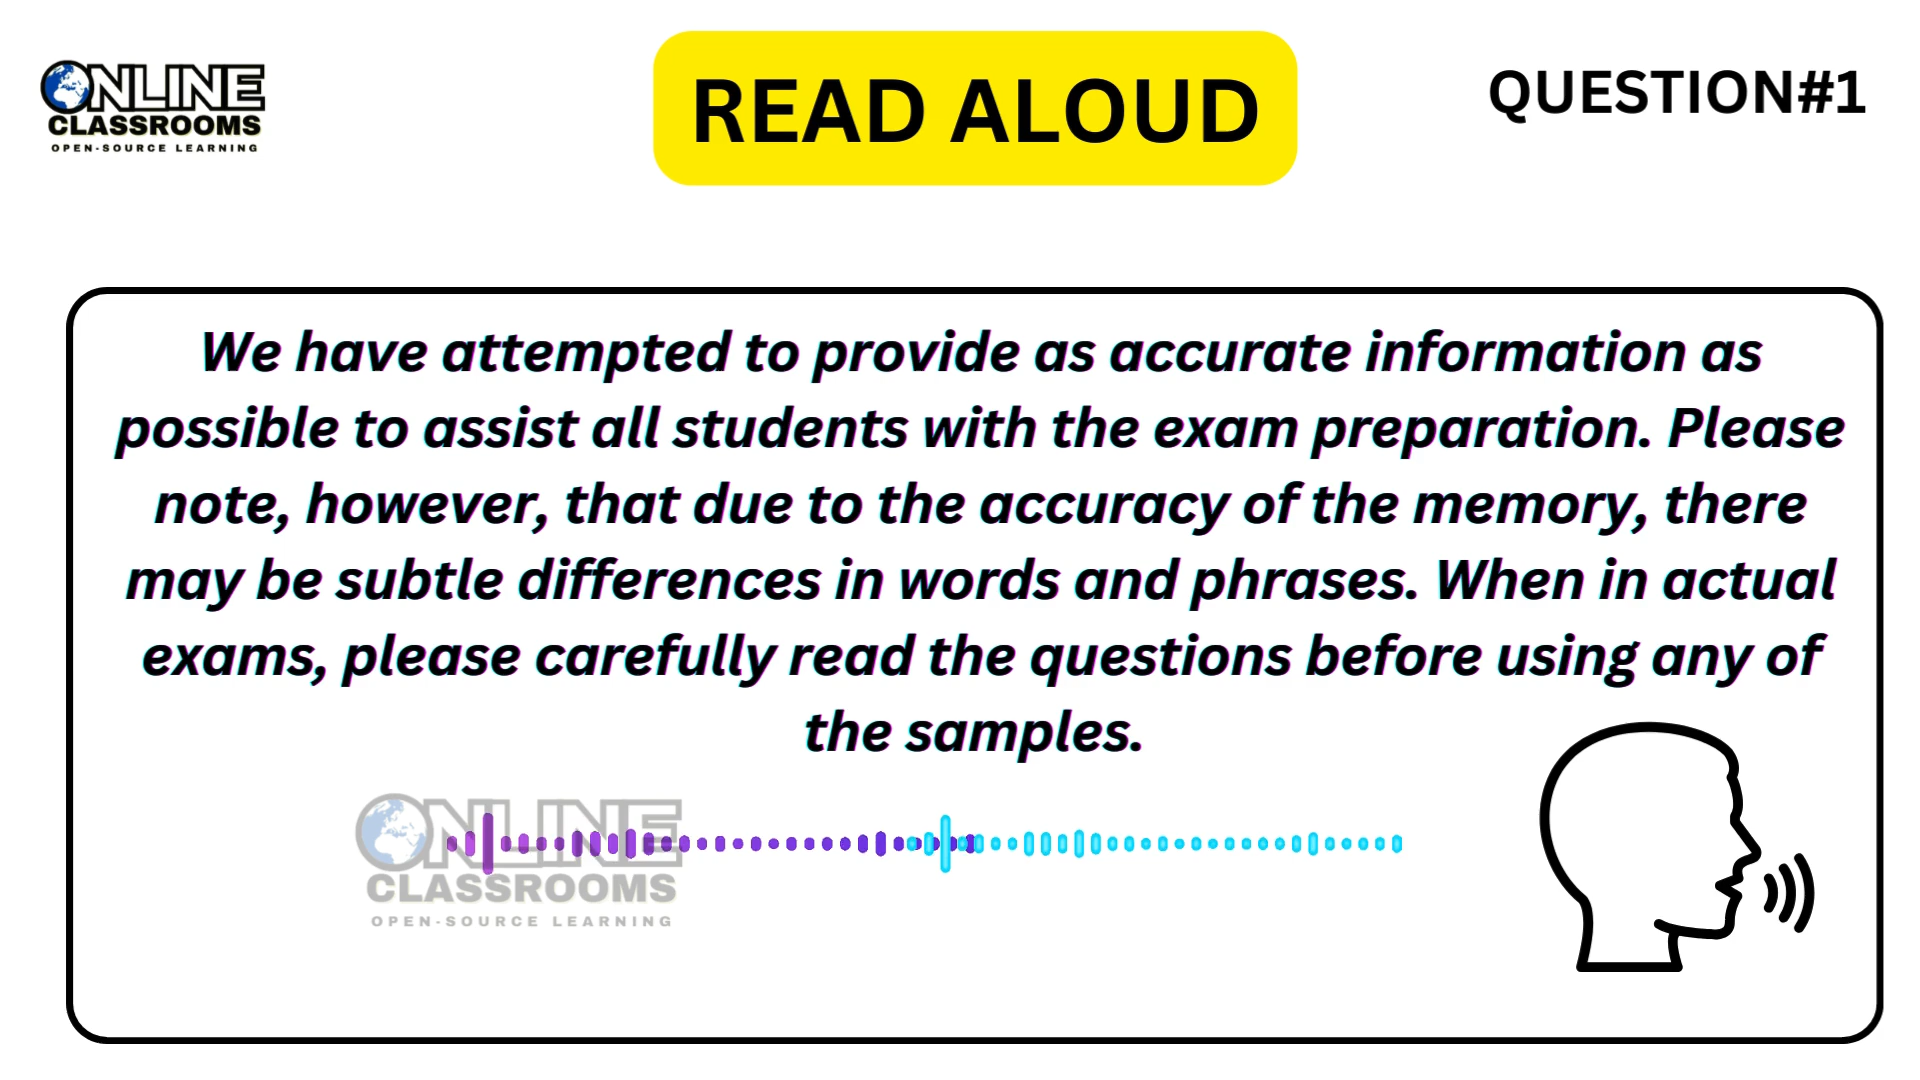 ONLINE
CLASSROOMS
OPEN-SOURCE LEARNING
READ ALOUD
QUESTION#1
We have attempted to provide as accurate information as
possible to assist all students with the exam preparation. Please
note, however, that due to the accuracy of the memory, there
may be subtle differences in words and phrases. When in actual
exams, please carefully read the questions before using any of
the samples.
ONLINE
CLASSROOMS
OPEN-SOURCE LEARNING